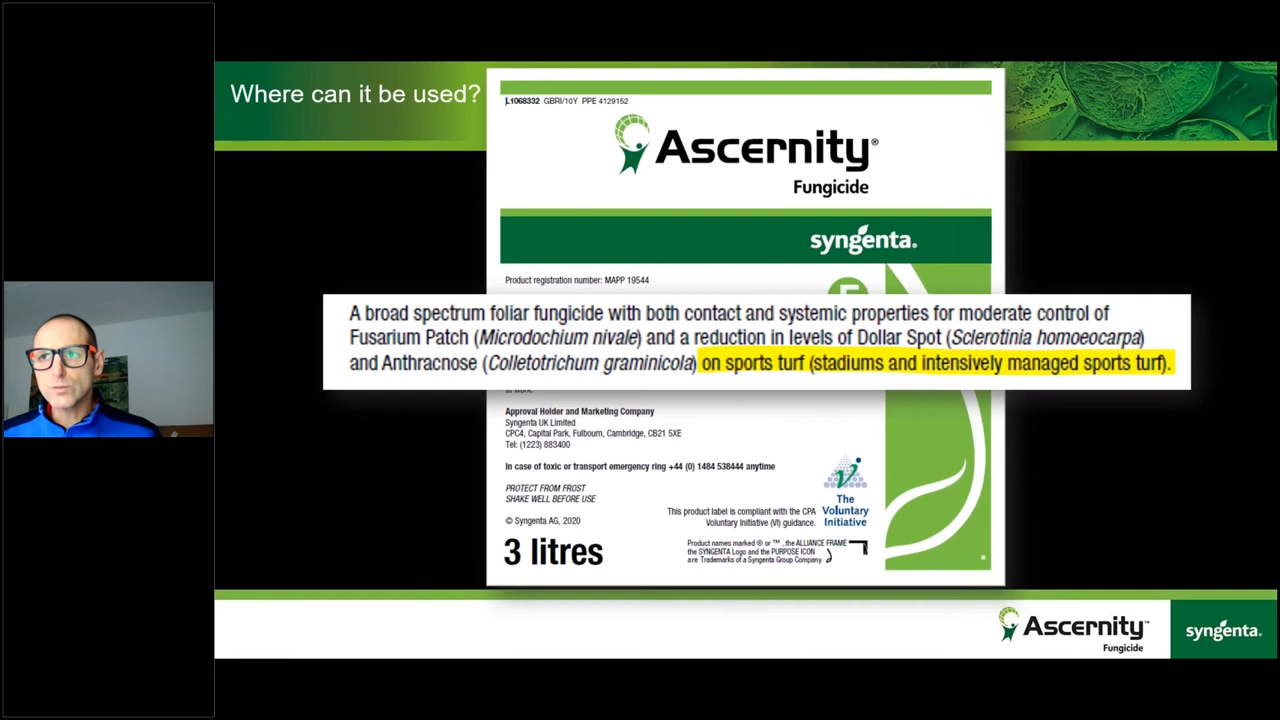 Where can it be used?
L1068332 GBRI/10Y PPE 4129152
Ascernity®
Fungicide
syngenta®
Product registration number: MAPP 19544
A broad spectrum foliar fungicide with both contact and systemic properties for moderate control of
Fusarium Patch (Microdochium nivale) and a reduction in levels of Dollar Spot (Sclerotinia homoeocarpa)
and Anthracnose (Colletotrichum graminicola) on sports turf (stadiums and intensively managed sports turf).
at work.
Approval Holder and Marketing Company
Syngenta UK Limited
CPC4, Capital Park, Fulbourn, Cambridge, CB21 5XE
Tel: (1223) 883400
In case of toxic or transport emergency ring +44 (0) 1484 538444 anytime
PROTECT FROM FROST
SHAKE WELL BEFORE USE
© Syngenta AG, 2020
3 litres
This product label is compliant with the CPA
Voluntary Initiative (VI) guidance.
The
Voluntary
Initiative
Product names marked ® or ™, the ALLIANCE FRAME
the SYNGENTA Logo and the PURPOSE ICON
are Trademarks of a Syngenta Group Company
Ascernity™
Fungicide
syngenta®